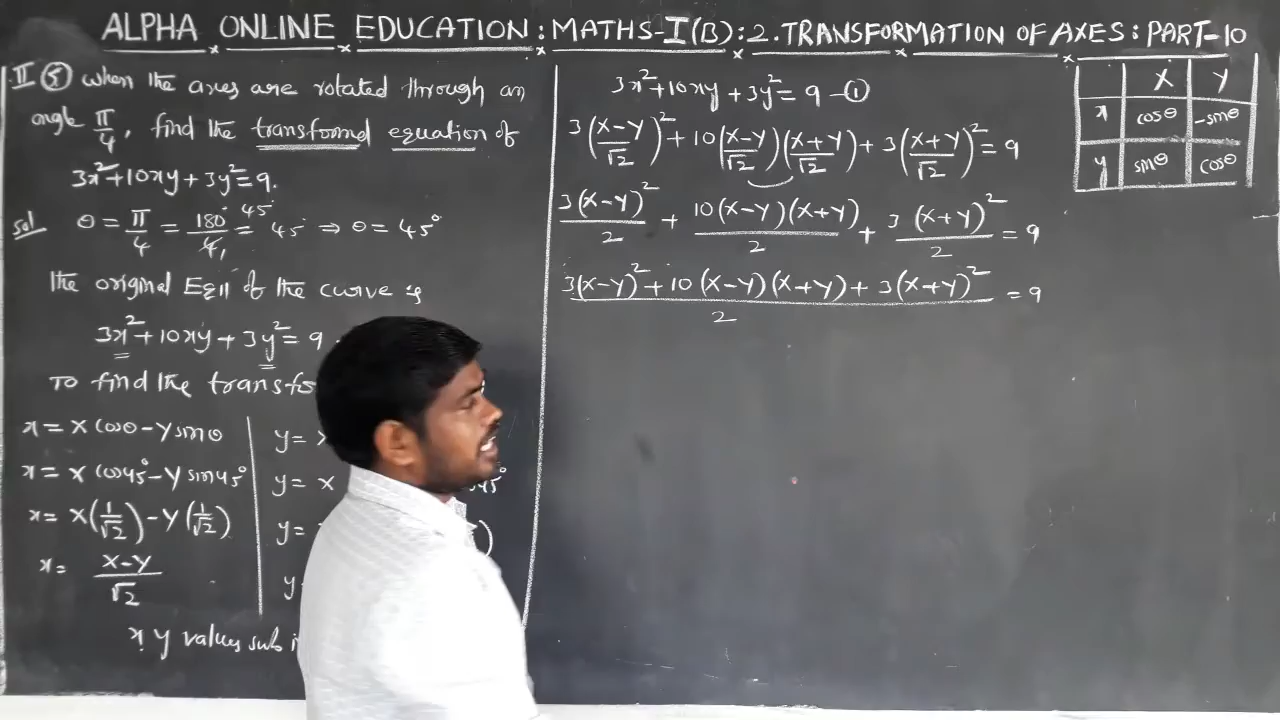 ALPHA ONLINE EDUCATION : MATHS-I(B) : 2. TRANSFORMATION OF AXES : PART-10
II ⑤ when the axes are rotated through an
angle π/4, find the transformed equation of
3x²+10xy+3y²=9.
Sol θ = π/4 = 180°/4 = 45° ⇒ θ = 45°
45
1
The original Eqn of the curve is
3x²+10xy+3y²=9
To find the transfo
x = X cosθ - Y sinθ
x = X cos45° - Y sin45°
x = X(1/√2) - Y(1/√2)
x = X-Y/√2
y =
y = X
45°
y =
)
y
x, y values sub i
3x²+10xy+3y²=9 -①
3(X-Y/√2)²+10(X-Y/√2)(X+Y/√2)+3(X+Y/√2)²=9
3(X-Y)²/2 + 10(X-Y)(X+Y)/2 + 3(X+Y)²/2 = 9
3(X-Y)²+10(X-Y)(X+Y)+3(X+Y)²/2 = 9
X Y
x cosθ -sinθ
y sinθ cosθ